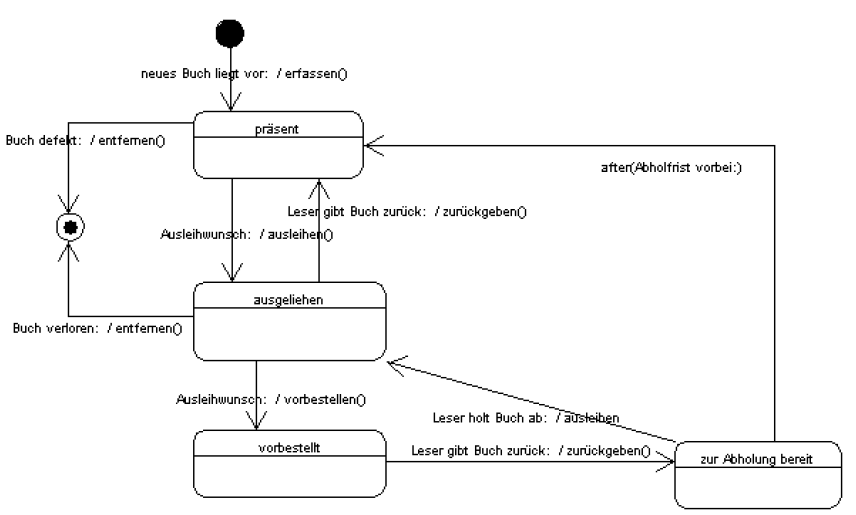 neues Buch liegt vor: / erfassen()
präsent
Buch defekt: / entfernen()
after(Abholfrist vorbei:)
Leser gibt Buch zurück: / zurückgeben()
Ausleihwunsch: / ausleihen()
ausgeliehen
Buch verloren: / entfernen()
Ausleihwunsch: / vorbestellen()
Leser holt Buch ab: / ausleihen
vorbestellt
Leser gibt Buch zurück: / zurückgeben()
zur Abholung bereit